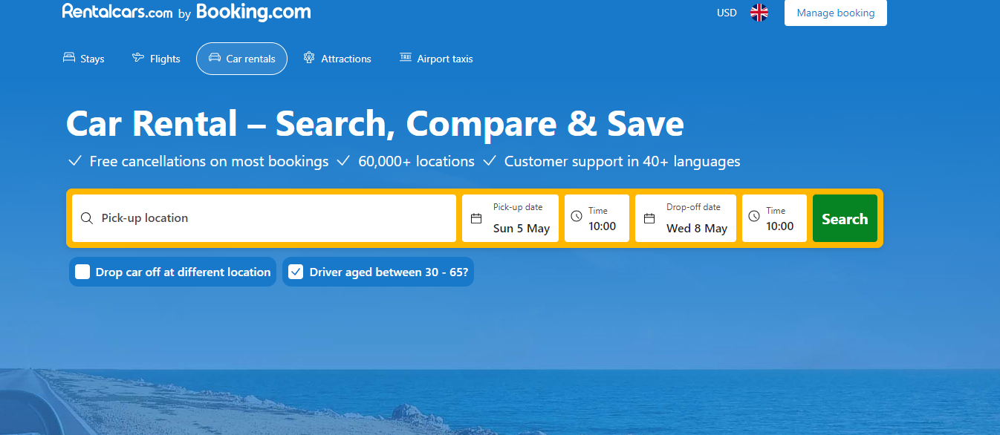 Rentalcars.com by Booking.com
USD
Manage booking
Stays
Flights
Car rentals
Attractions
TAXI
Airport taxis
Car Rental – Search, Compare & Save
Free cancellations on most bookings
60,000+ locations
Customer support in 40+ languages
Pick-up location
Pick-up date
Sun 5 May
Time
10:00
Drop-off date
Wed 8 May
Time
10:00
Search
Drop car off at different location
Driver aged between 30 - 65?